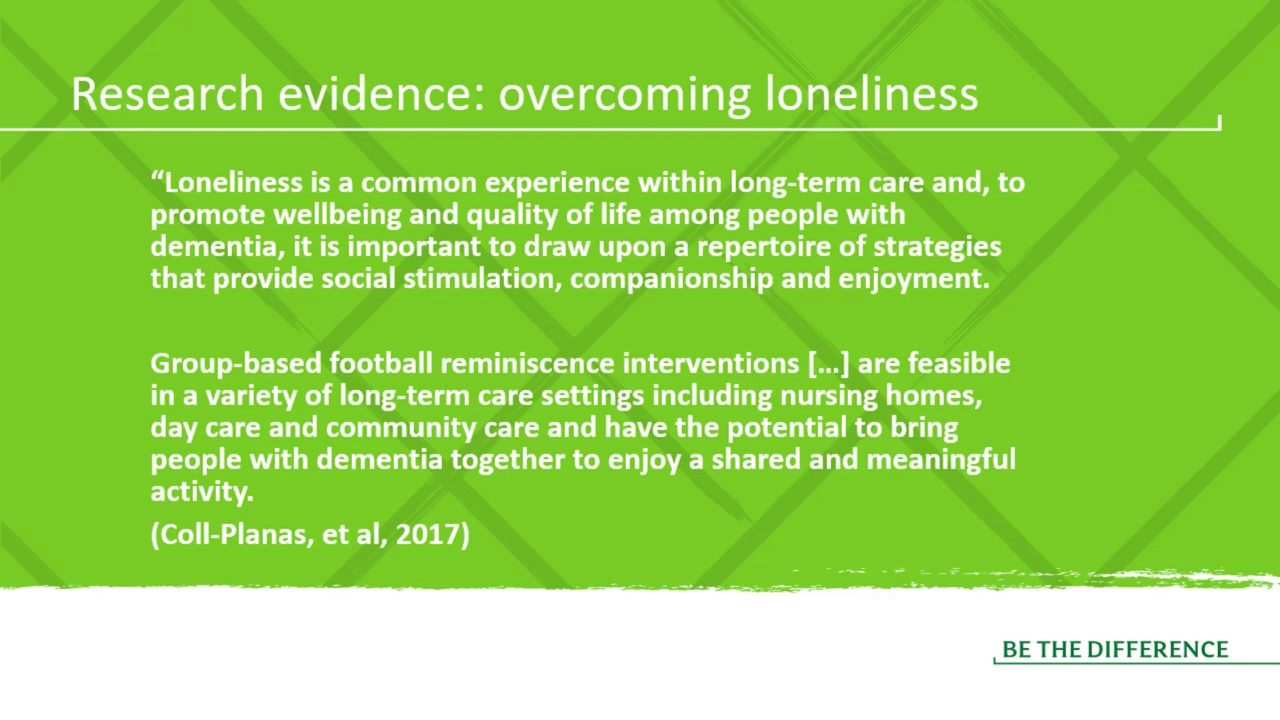 Research evidence: overcoming loneliness
“Loneliness is a common experience within long-term care and, to
promote wellbeing and quality of life among people with
dementia, it is important to draw upon a repertoire of strategies
that provide social stimulation, companionship and enjoyment.
Group-based football reminiscence interventions […] are feasible
in a variety of long-term care settings including nursing homes,
day care and community care and have the potential to bring
people with dementia together to enjoy a shared and meaningful
activity.
(Coll-Planas, et al, 2017)
BE THE DIFFERENCE